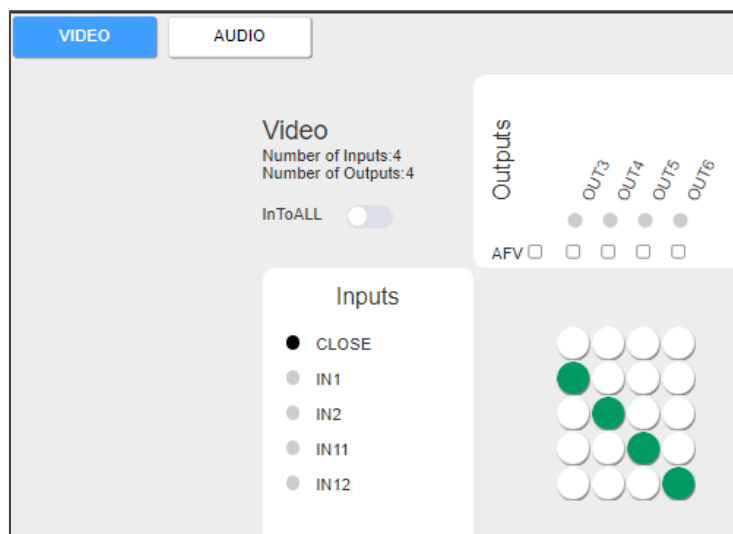 VIDEO
AUDIO
Video
Number of Inputs:4
Number of Outputs:4
InToALL
Outputs
OUT3
OUT4
OUT5
OUT6
AFV
Inputs
CLOSE
IN1
IN2
IN11
IN12